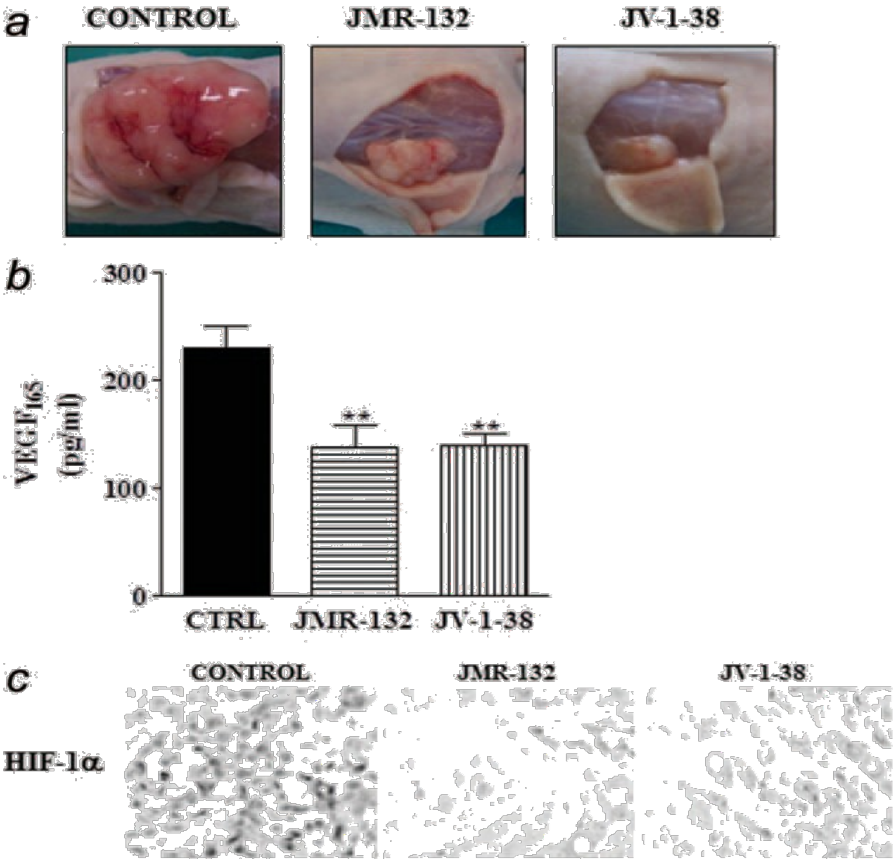 a CONTROL JMR-132 JV-1-38
b
300
200
100
0
VEGF165
(pg/ml)
** **
CTRL JMR-132 JV-1-38
c CONTROL JMR-132 JV-1-38
HIF-1α